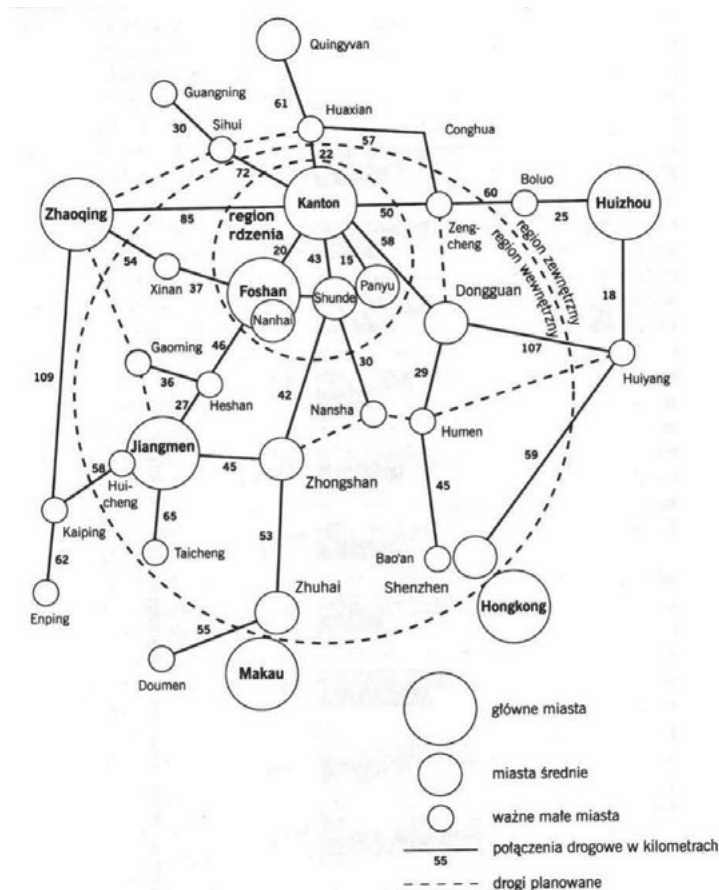 Quingyvan
Guangning
61
Huaxian
30
Sihui
22
57
Conghua
72
Zhaoqing
85
region
rdzenia
Kanton
50
60
Boluo
25
Huizhou
Zeng-
cheng
region zewnętrzny
region wewnętrzny
58
20
43
15
54
Xinan
37
Foshan
Nanhai
Shunde
Panyu
Dongguan
18
107
Huiyang
Gaoming
46
36
30
29
109
Heshan
42
Nansha
Humen
27
Jiangmen
45
Zhongshan
59
58
Hui-
cheng
45
Kaiping
65
53
62
Taicheng
Bao'an
Shenzhen
Enping
Zhuhai
Hongkong
55
Doumen
Makau
główne miasta
miasta średnie
ważne małe miasta
połączenia drogowe w kilometrach
55
drogi planowane